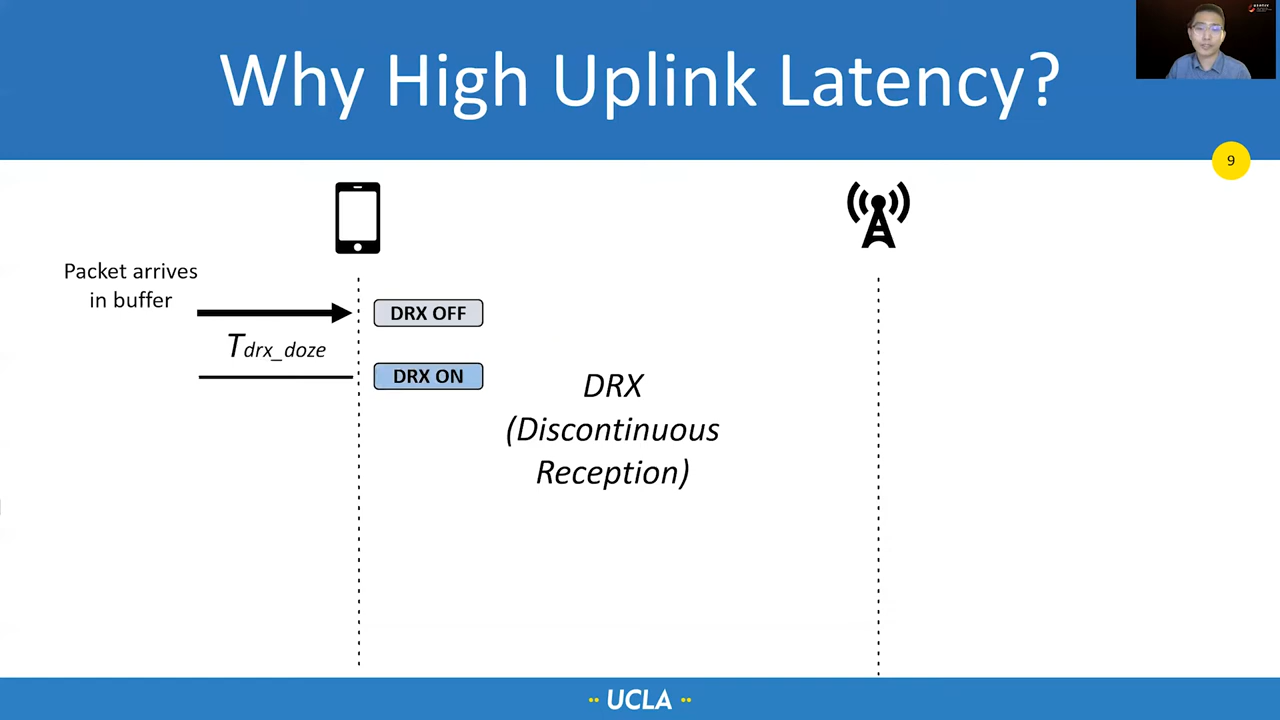 Why High Uplink Latency?
9
Packet arrives
in buffer
DRX OFF
Tdrx_doze
DRX ON
DRX
(Discontinuous
Reception)
UCLA